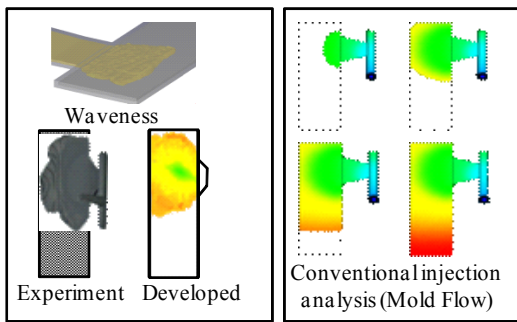 Waveness
Experiment Developed
Conventional injection
analysis (Mold Flow)